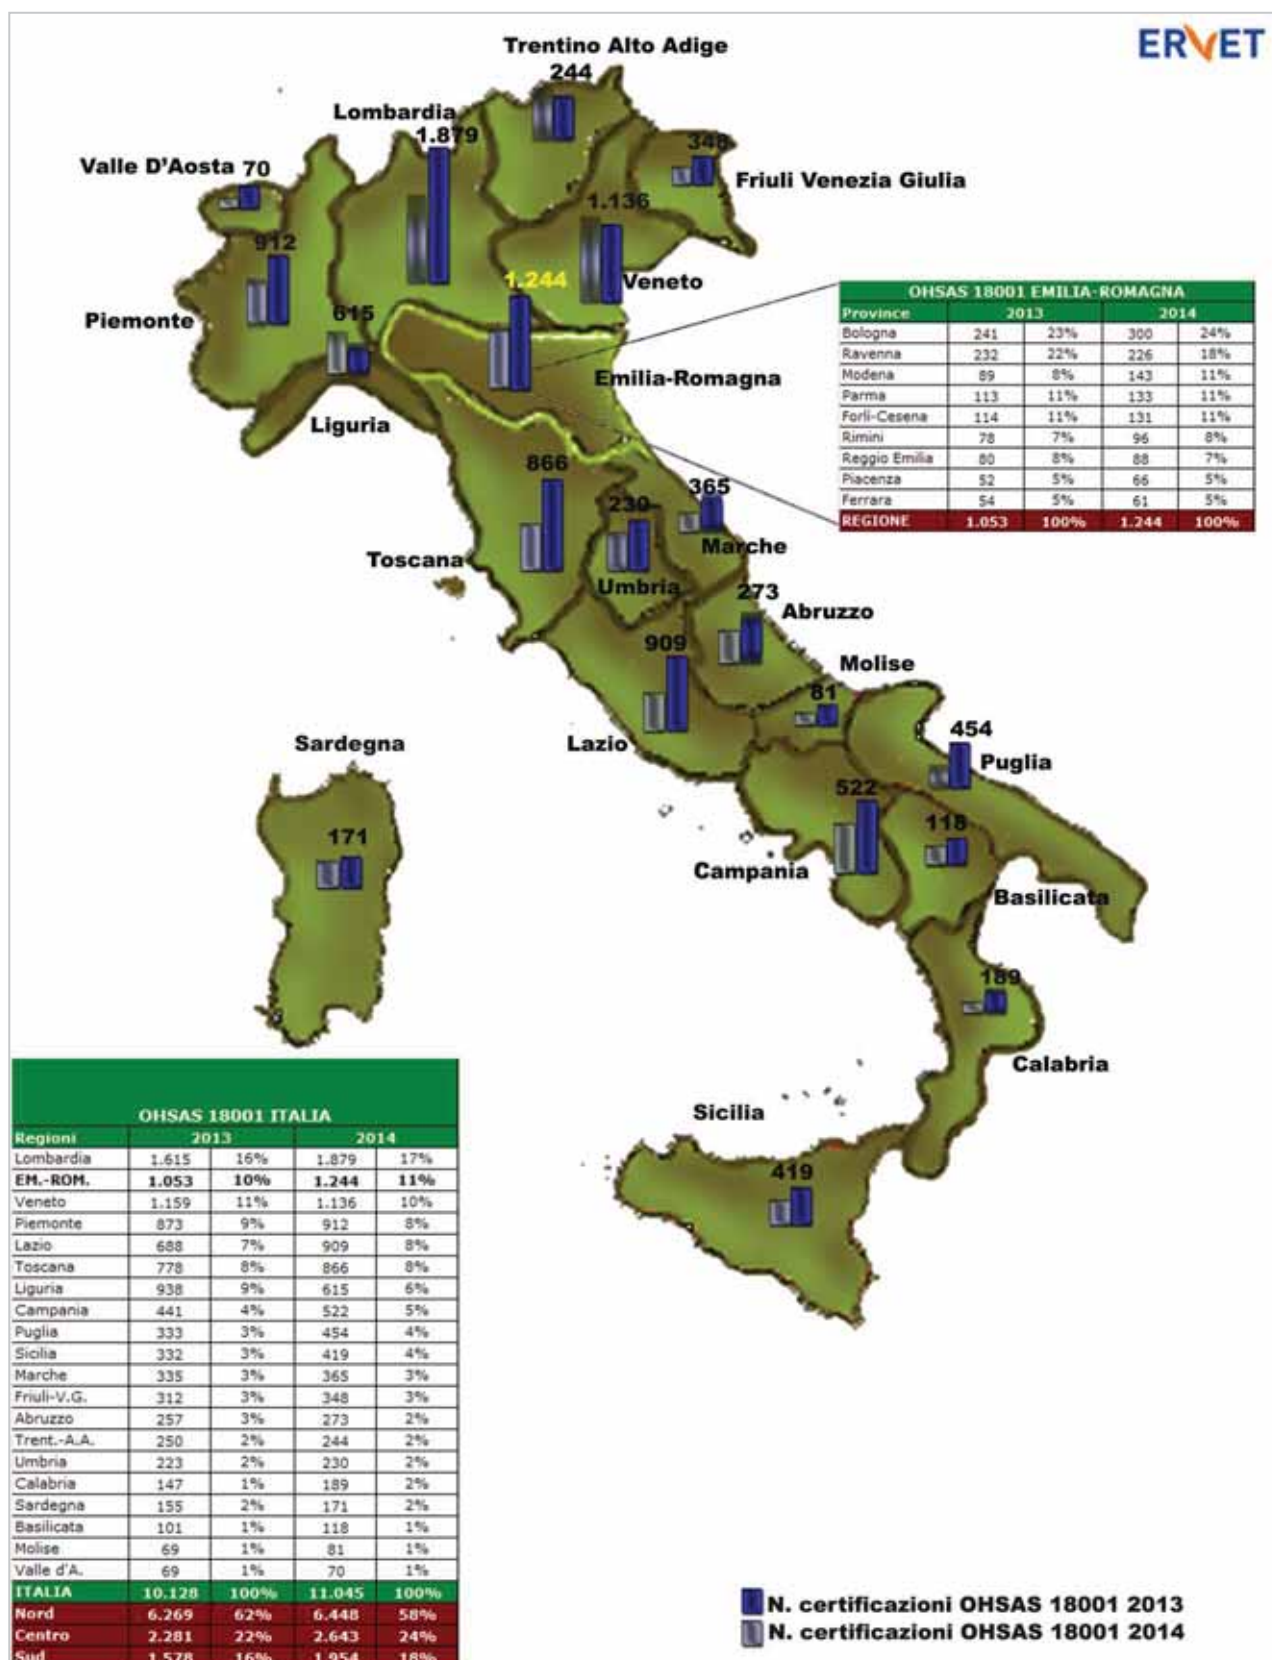 ERVET
Trentino Alto Adige
244
Lombardia
1.879
348
Valle D'Aosta 70
Friuli Venezia Giulia
1.136
912
1.244
Veneto
Piemonte
615
Emilia-Romagna
Liguria
OHSAS 18001 EMILIA-ROMAGNA
Province 2013 2014
Bologna 241 23% 300 24%
Ravenna 232 22% 226 18%
Modena 89 8% 143 11%
Parma 113 11% 133 11%
Forlì-Cesena 114 11% 131 11%
Rimini 78 7% 96 8%
Reggio Emilia 80 8% 88 7%
Piacenza 52 5% 66 5%
Ferrara 54 5% 61 5%
REGIONE 1.053 100% 1.244 100%
866
365
230
Marche
Toscana
Umbria
273
Abruzzo
909
Molise
81
Lazio
454
Puglia
Sardegna
522
118
171
Campania
Basilicata
189
Calabria
Sicilia
419
OHSAS 18001 ITALIA
Regioni 2013 2014
Lombardia 1.615 16% 1.879 17%
EM.-ROM. 1.053 10% 1.244 11%
Veneto 1.159 11% 1.136 10%
Piemonte 873 9% 912 8%
Lazio 688 7% 909 8%
Toscana 778 8% 866 8%
Liguria 938 9% 615 6%
Campania 441 4% 522 5%
Puglia 333 3% 454 4%
Sicilia 332 3% 419 4%
Marche 335 3% 365 3%
Friuli-V.G. 312 3% 348 3%
Abruzzo 257 3% 273 2%
Trent.-A.A. 250 2% 244 2%
Umbria 223 2% 230 2%
Calabria 147 1% 189 2%
Sardegna 155 2% 171 2%
Basilicata 101 1% 118 1%
Molise 69 1% 81 1%
Valle d'A. 69 1% 70 1%
ITALIA 10.128 100% 11.045 100%
Nord 6.269 62% 6.448 58%
Centro 2.281 22% 2.643 24%
Sud 1.578 16% 1.954 18%
N. certificazioni OHSAS 18001 2013
N. certificazioni OHSAS 18001 2014